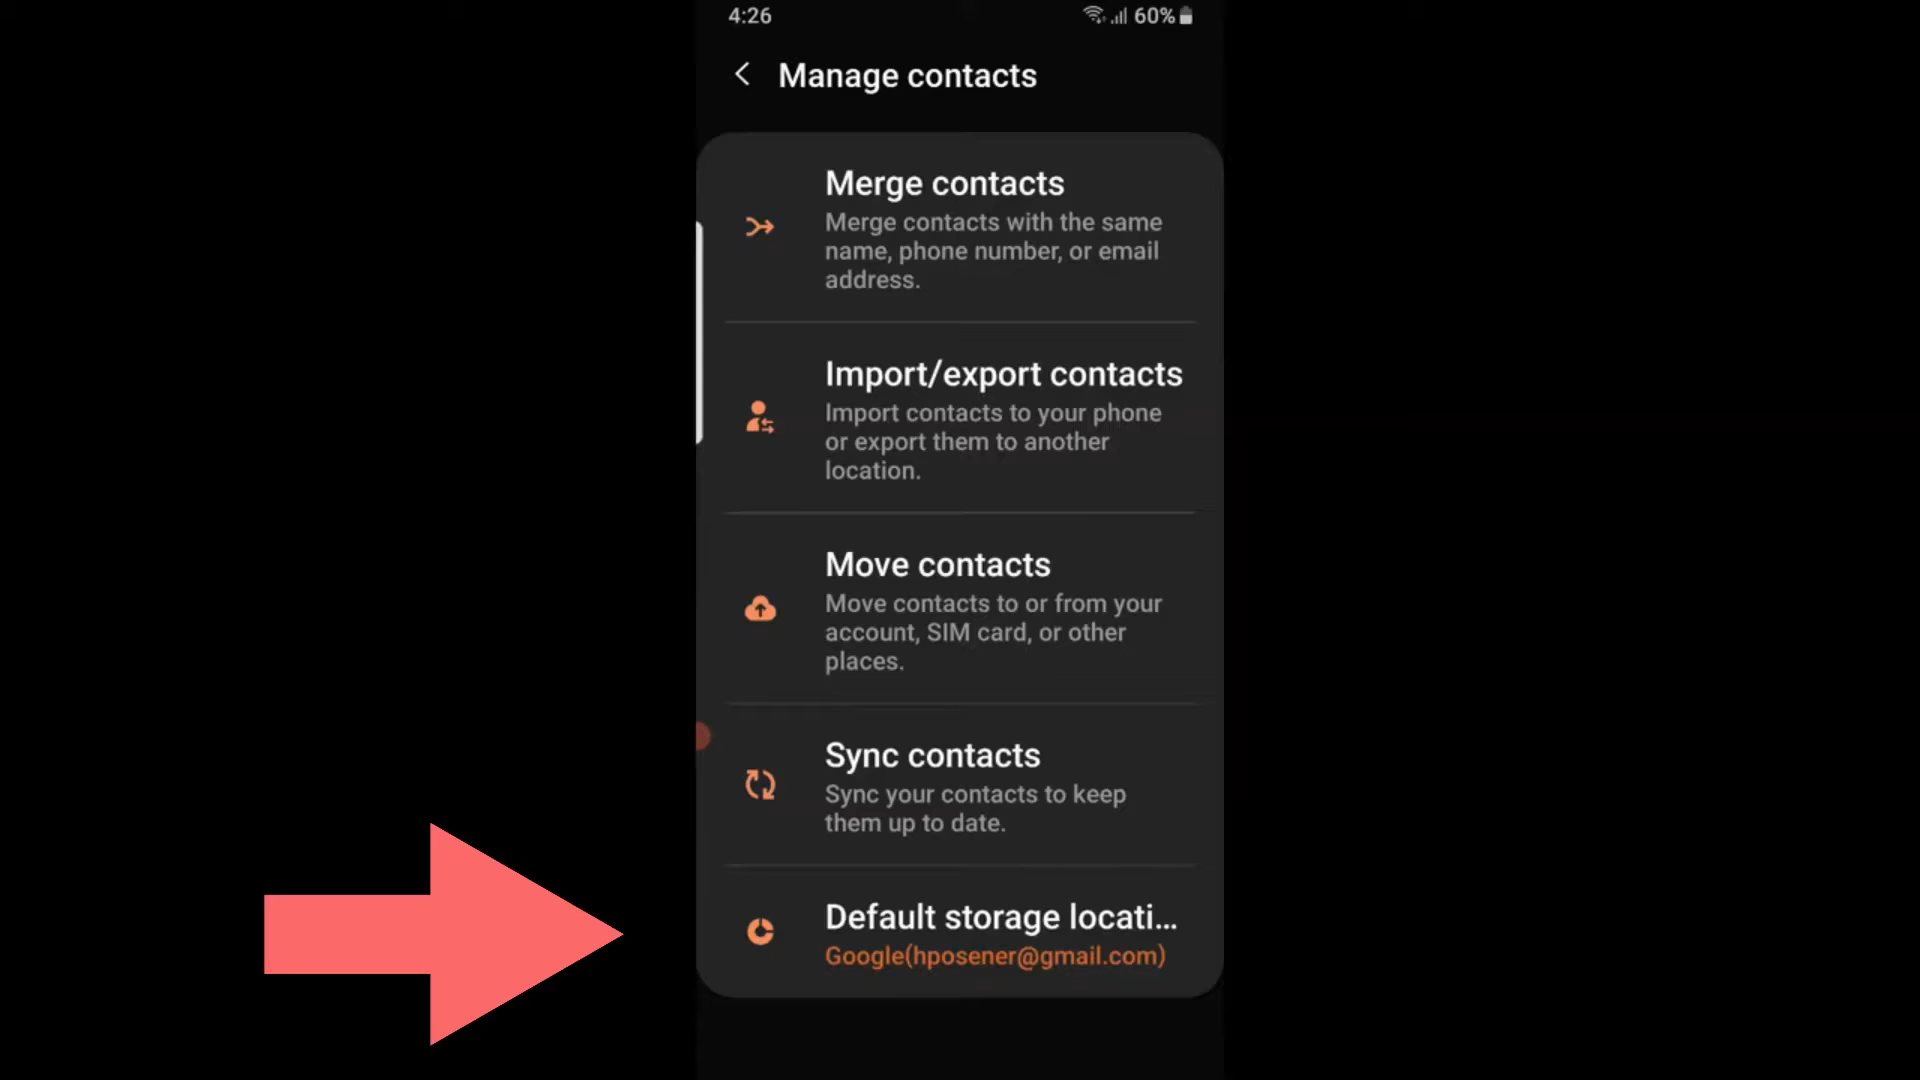 4:26
60%
Manage contacts
Merge contacts
Merge contacts with the same
name, phone number, or email
address.
Import/export contacts
Import contacts to your phone
or export them to another
location.
Move contacts
Move contacts to or from your
account, SIM card, or other
places.
Sync contacts
Sync your contacts to keep
them up to date.
Default storage locati...
Google(hposener@gmail.com)